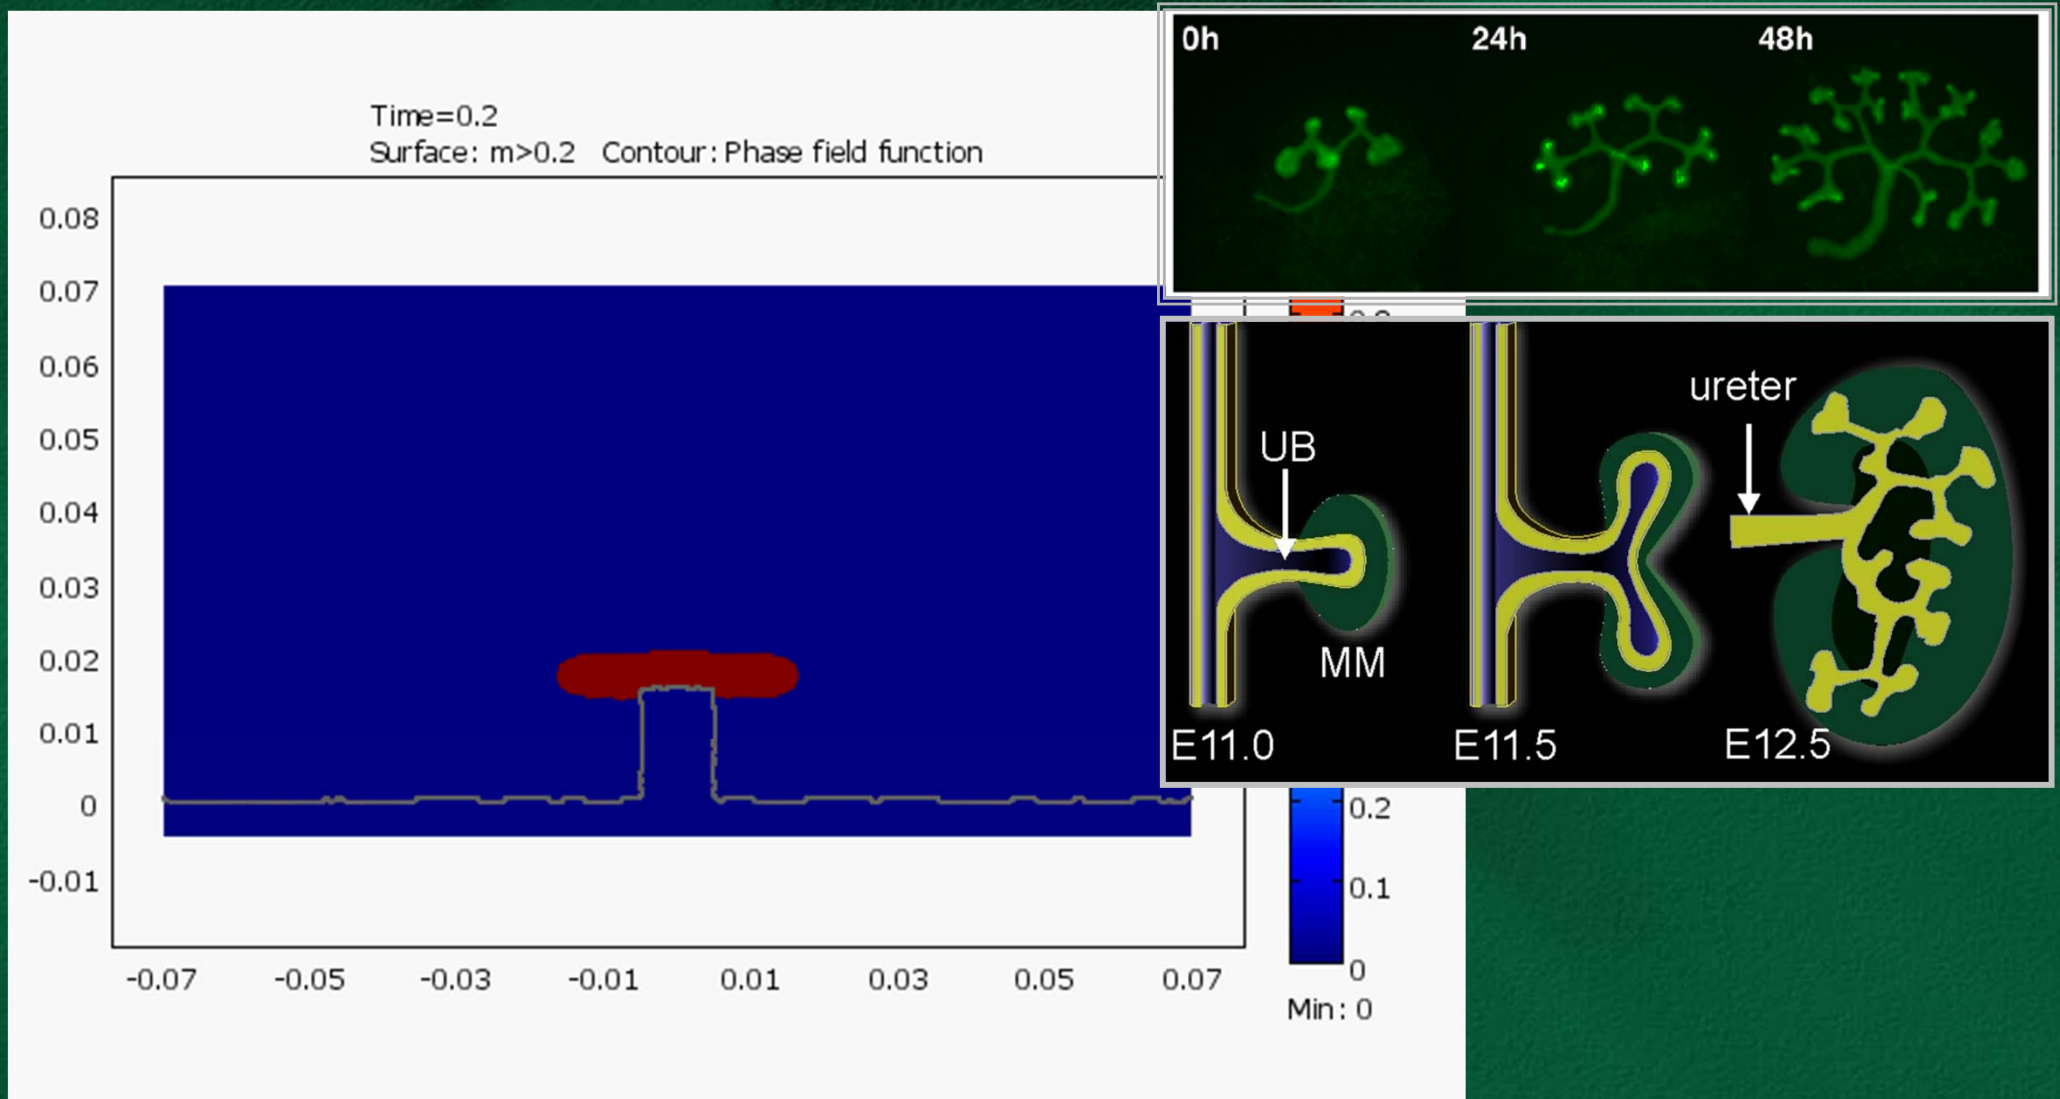 Time=0.2
Surface: m>0.2 Contour: Phase field function
0.08
0.07
0.06
0.05
0.04
0.03
0.02
0.01
0
-0.01
-0.07 -0.05 -0.03 -0.01 0.01 0.03 0.05 0.07
0.2
0.1
0
Min: 0
0h 24h 48h
ureter
UB
MM
E11.0 E11.5 E12.5